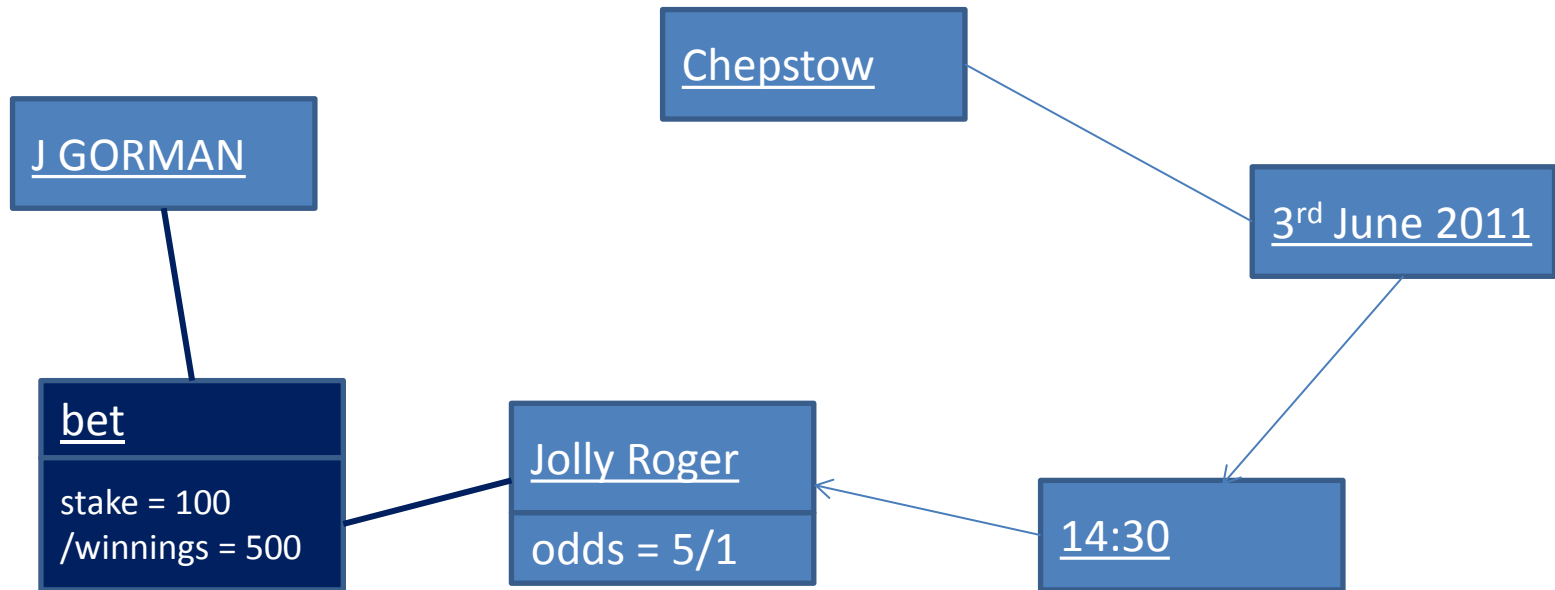 Chepstow
J GORMAN
3rd June 2011
bet
stake = 100
/winnings = 500
Jolly Roger
odds = 5/1
14:30